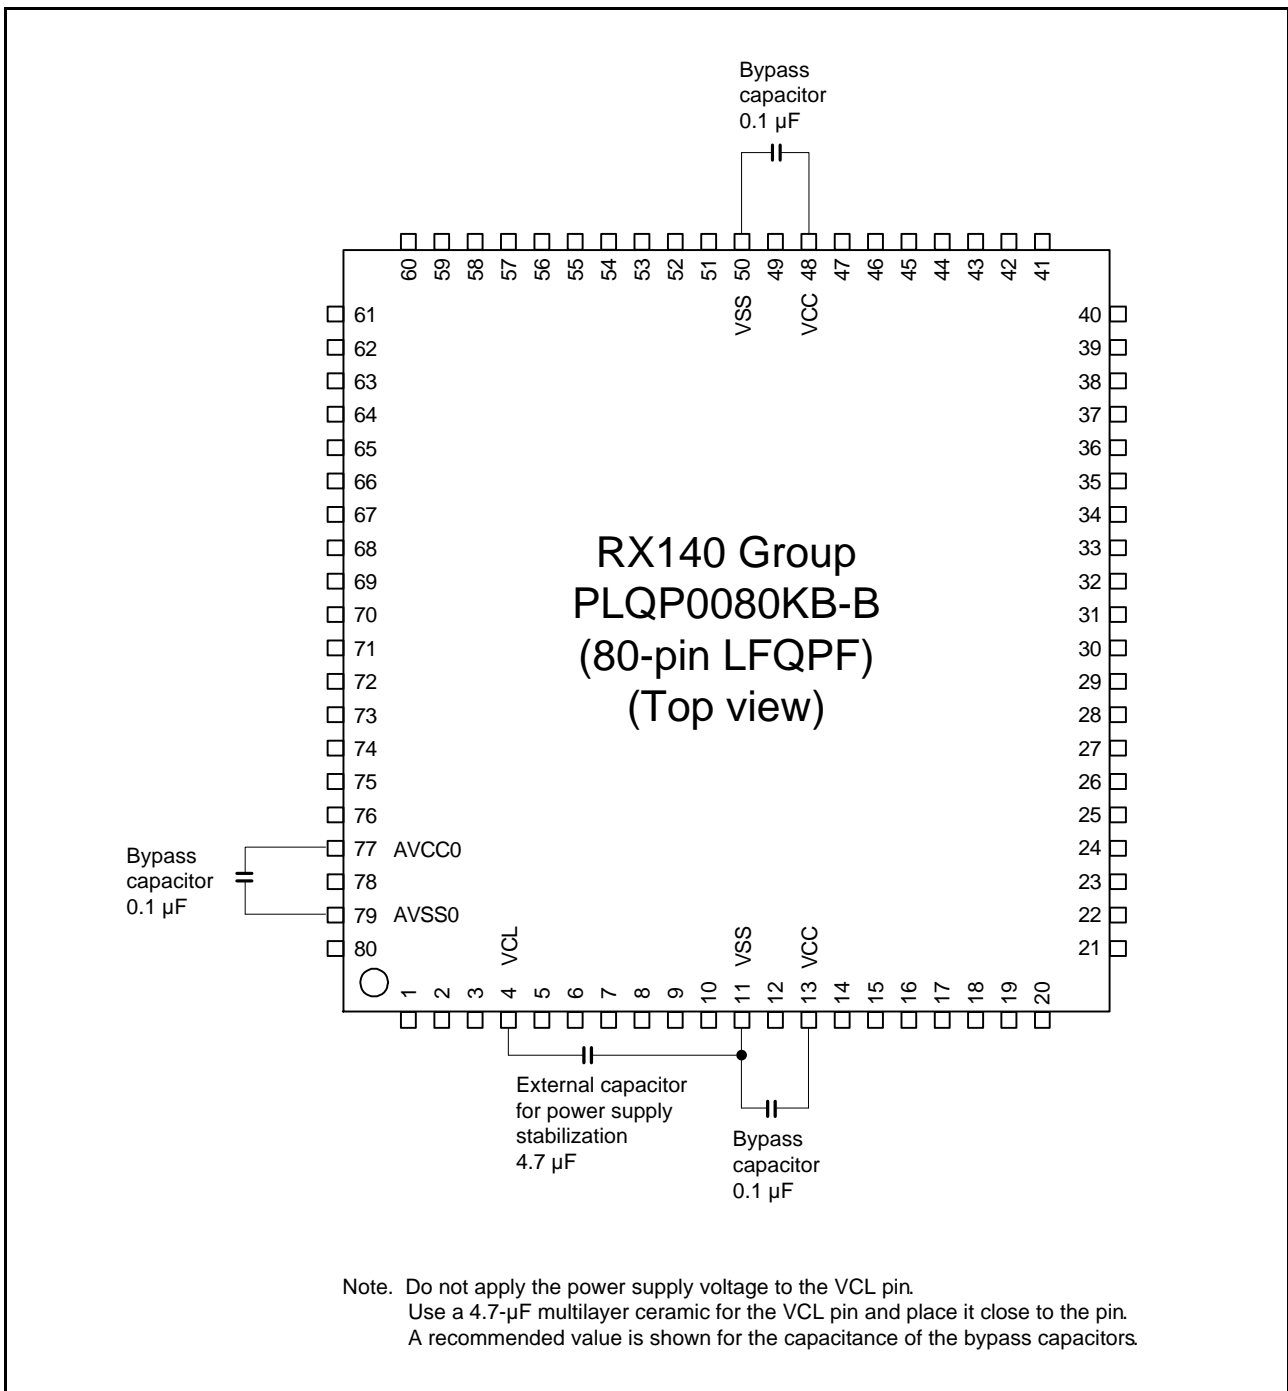 Bypass
capacitor
0.1 µF
60 59 58 57 56 55 54 53 52 51 50 49 48 47 46 45 44 43 42 41
VSS VCC
61 40
62 39
63 38
64 37
65 36
66 35
67 34
68 33
69 32
70 31
71 30
72 29
73 28
74 27
75 26
76 25
77 AVCC0 24
78 23
79 AVSS0 22
80 21
RX140 Group
PLQP0080KB-B
(80-pin LFQPF)
(Top view)
Bypass
capacitor
0.1 µF
VCL VSS VCC
1 2 3 4 5 6 7 8 9 10 11 12 13 14 15 16 17 18 19 20
External capacitor
for power supply
stabilization
4.7 µF
Bypass
capacitor
0.1 µF
Note. Do not apply the power supply voltage to the VCL pin.
Use a 4.7-µF multilayer ceramic for the VCL pin and place it close to the pin.
A recommended value is shown for the capacitance of the bypass capacitors.